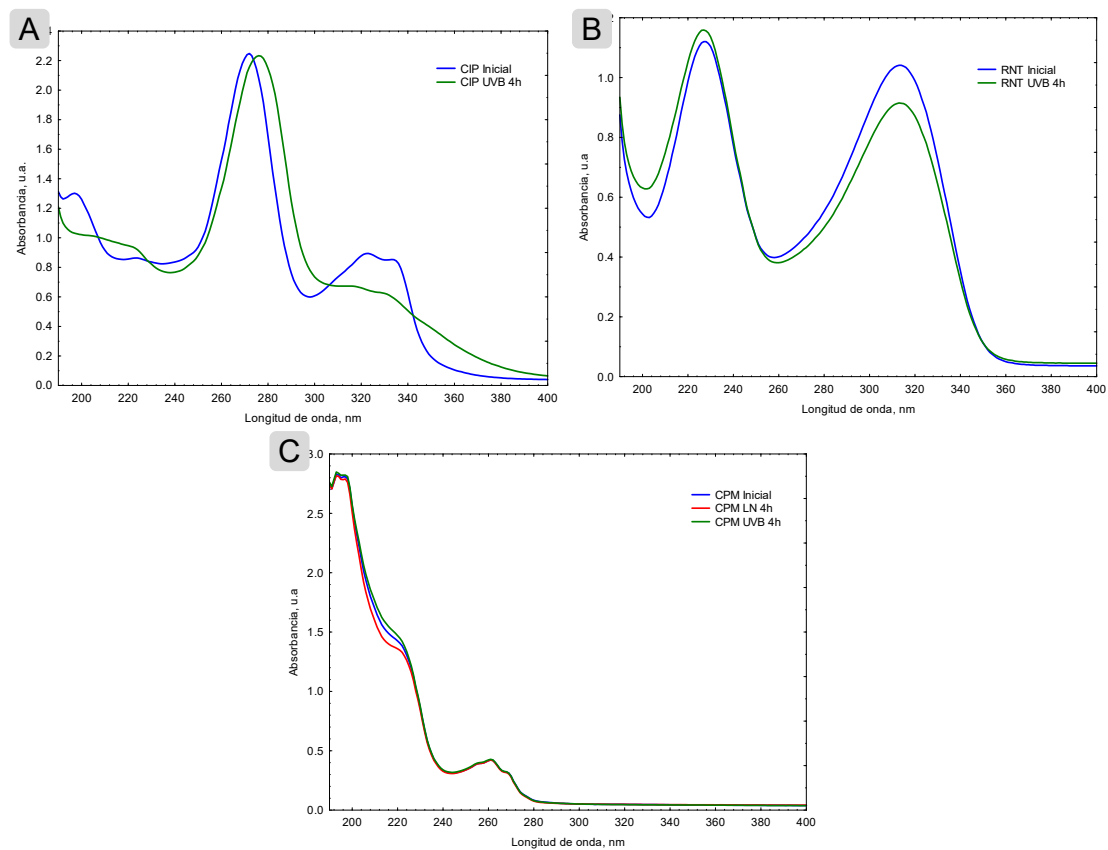 A
2.4
2.2
2.0
1.8
1.6
1.4
1.2
1.0
0.8
0.6
0.4
0.2
0.0
Absorbancia, u.a.
CIP Inicial
CIP UVB 4h
200 220 240 260 280 300 320 340 360 380 400
Longitud de onda, nm
B
1.0
0.8
0.6
0.4
0.2
0.0
Absorbancia, u.a
RNT Inicial
RNT UVB 4h
200 220 240 260 280 300 320 340 360 380 400
Longitud de onda, nm
C
3.0
2.5
2.0
1.5
1.0
0.5
0.0
Absorbancia, u.a
CPM Inicial
CPM LN 4h
CPM UVB 4h
200 220 240 260 280 300 320 340 360 380 400
Longitud de onda, nm